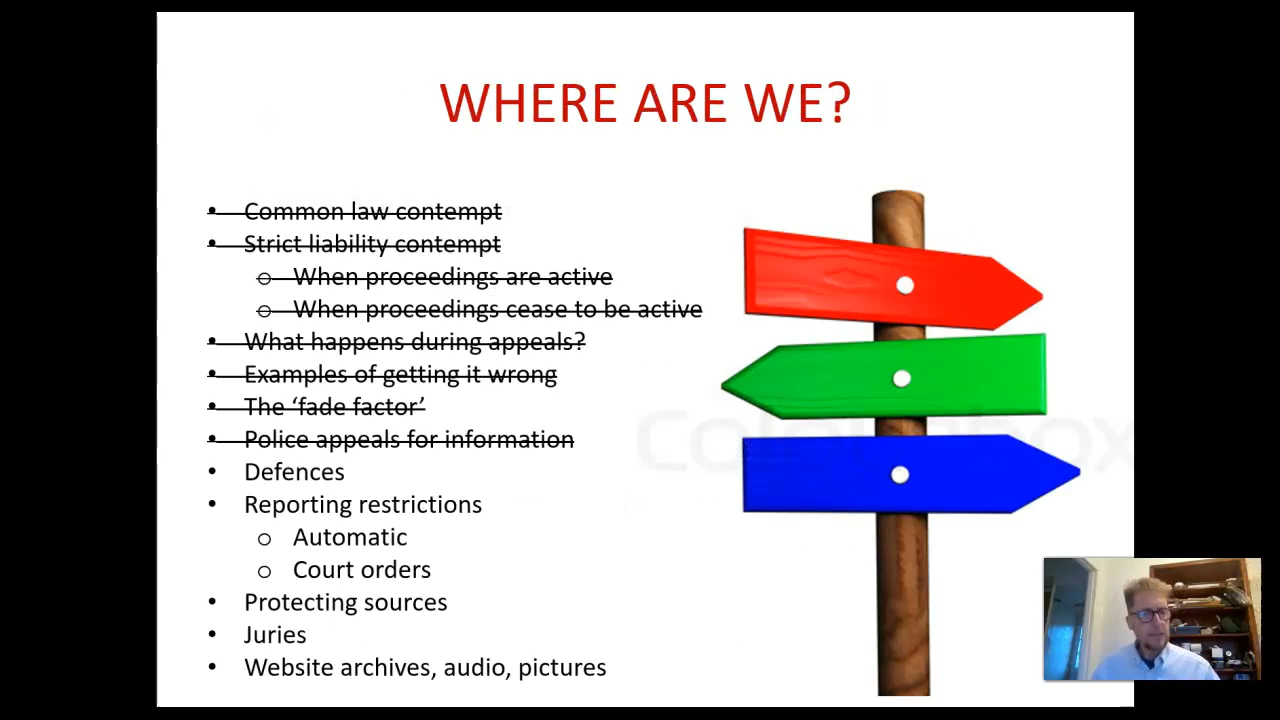 WHERE ARE WE?
• Common law contempt
• Strict liability contempt
o When proceedings are active
o When proceedings cease to be active
• What happens during appeals?
• Examples of getting it wrong
• The ‘fade factor’
• Police appeals for information
• Defences
• Reporting restrictions
o Automatic
o Court orders
• Protecting sources
• Juries
• Website archives, audio, pictures